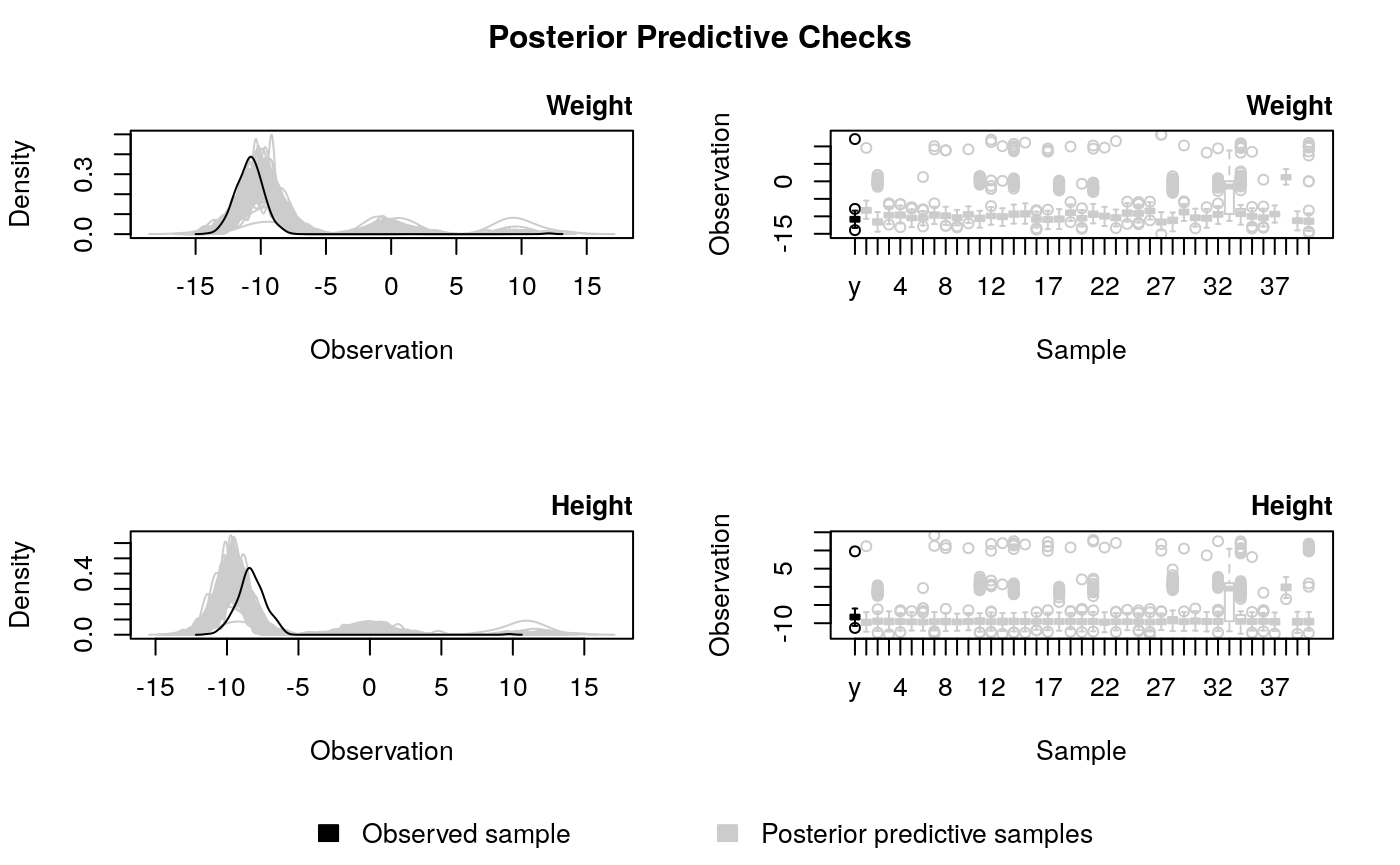 Posterior Predictive Checks
Weight
Density
0.0 0.3
-15 -10 -5 0 5 10 15
Observation
Weight
Observation
-15 0
y 4 8 12 17 22 27 32 37
Sample
Height
Density
0.0 0.4
-15 -10 -5 0 5 10 15
Observation
Height
Observation
-10 5
y 4 8 12 17 22 27 32 37
Sample
Observed sample
Posterior predictive samples